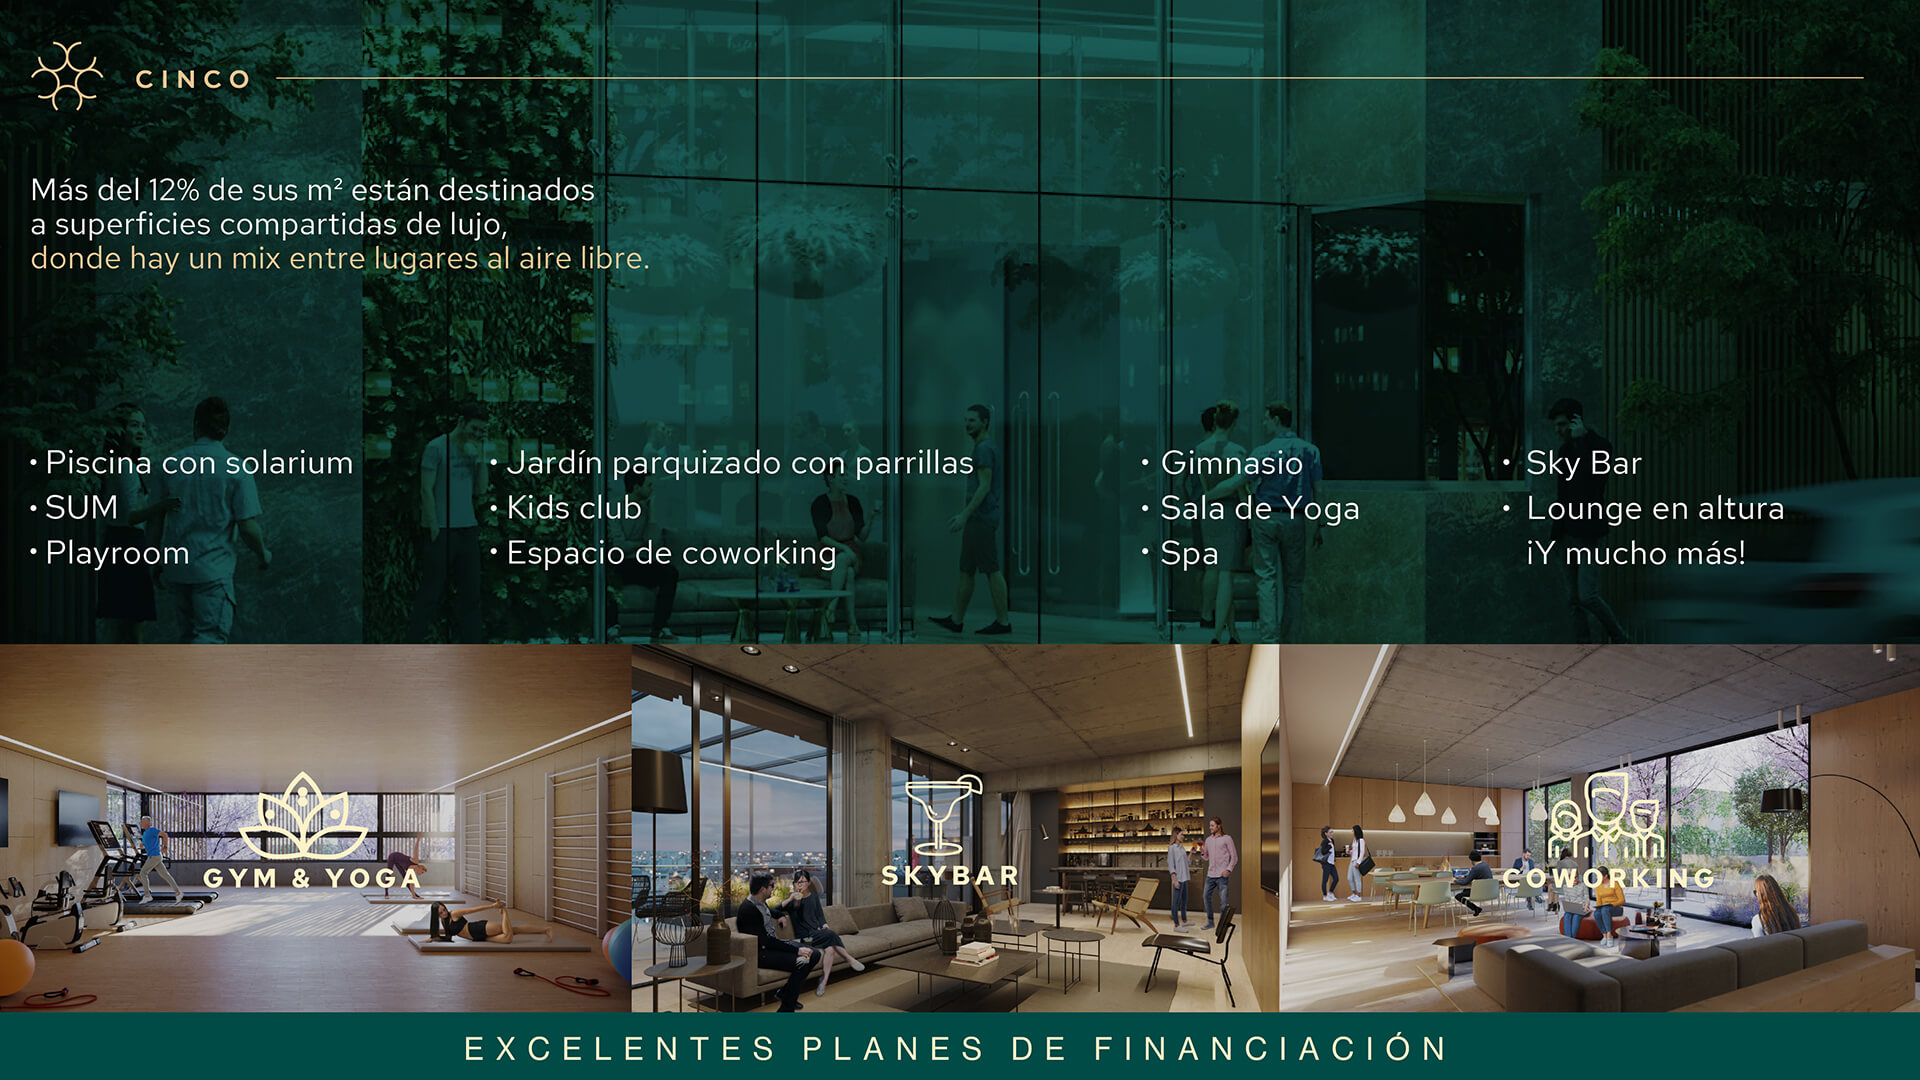 CINCO
Más del 12% de sus m² están destinados
a superficies compartidas de lujo,
donde hay un mix entre lugares al aire libre.
• Piscina con solarium
• SUM
• Playroom
• Jardín parquizado con parrillas
• Kids club
• Espacio de coworking
• Gimnasio
• Sala de Yoga
• Spa
• Sky Bar
• Lounge en altura
¡Y mucho más!
GYM & YOGA
SKYBAR
COWORKING
EXCELENTES PLANES DE FINANCIACIÓN